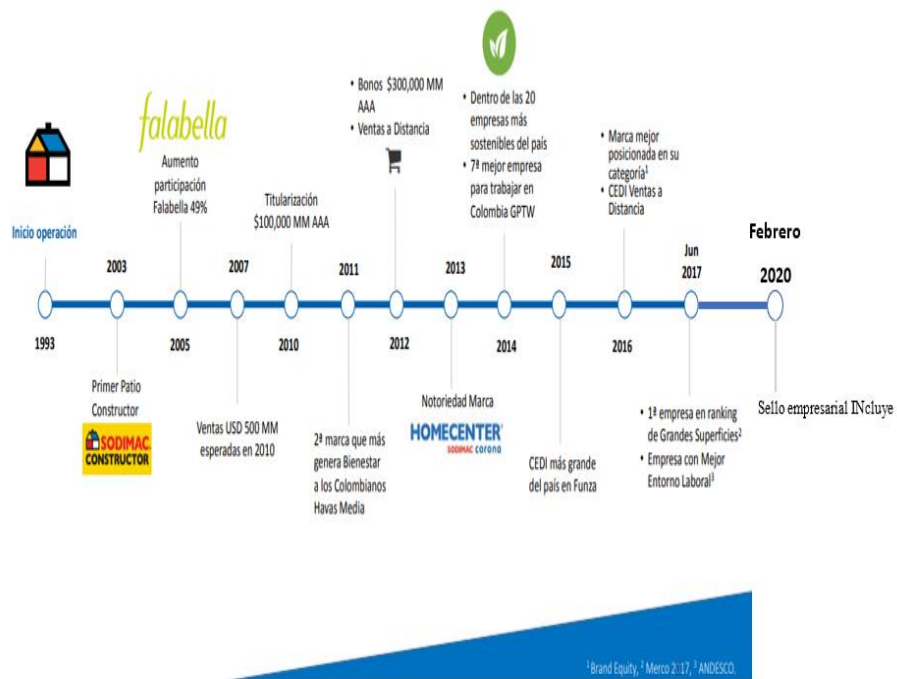 Inicio operación
1993
2003
Primer Patio
Constructor
SODIMAC
CONSTRUCTOR
falabella
Aumento
participación
Falabella 49%
2005
2007
Ventas USD 500 MM
esperadas en 2010
Titularización
$100,000 MM AAA
2010
2011
2ª marca que más
genera Bienestar
a los Colombianos
Havas Media
• Bonos $300,000 MM
AAA
• Ventas a Distancia
2012
2013
Notoriedad Marca
HOMECENTER
SODIMAC corona
• Dentro de las 20
empresas más
sostenibles del país
• 7ª mejor empresa
para trabajar en
Colombia GPTW
2014
2015
CEDI más grande
del país en Funza
• Marca mejor
posicionada en su
categoría¹
• CEDI Ventas a
Distancia
2016
Jun
2017
• 1ª empresa en ranking
de Grandes Superficies²
• Empresa con Mejor
Entorno Laboral³
Febrero
2020
Sello empresarial INcluye
¹ Brand Equity, ² Merco 2017, ³ ANDESCO.